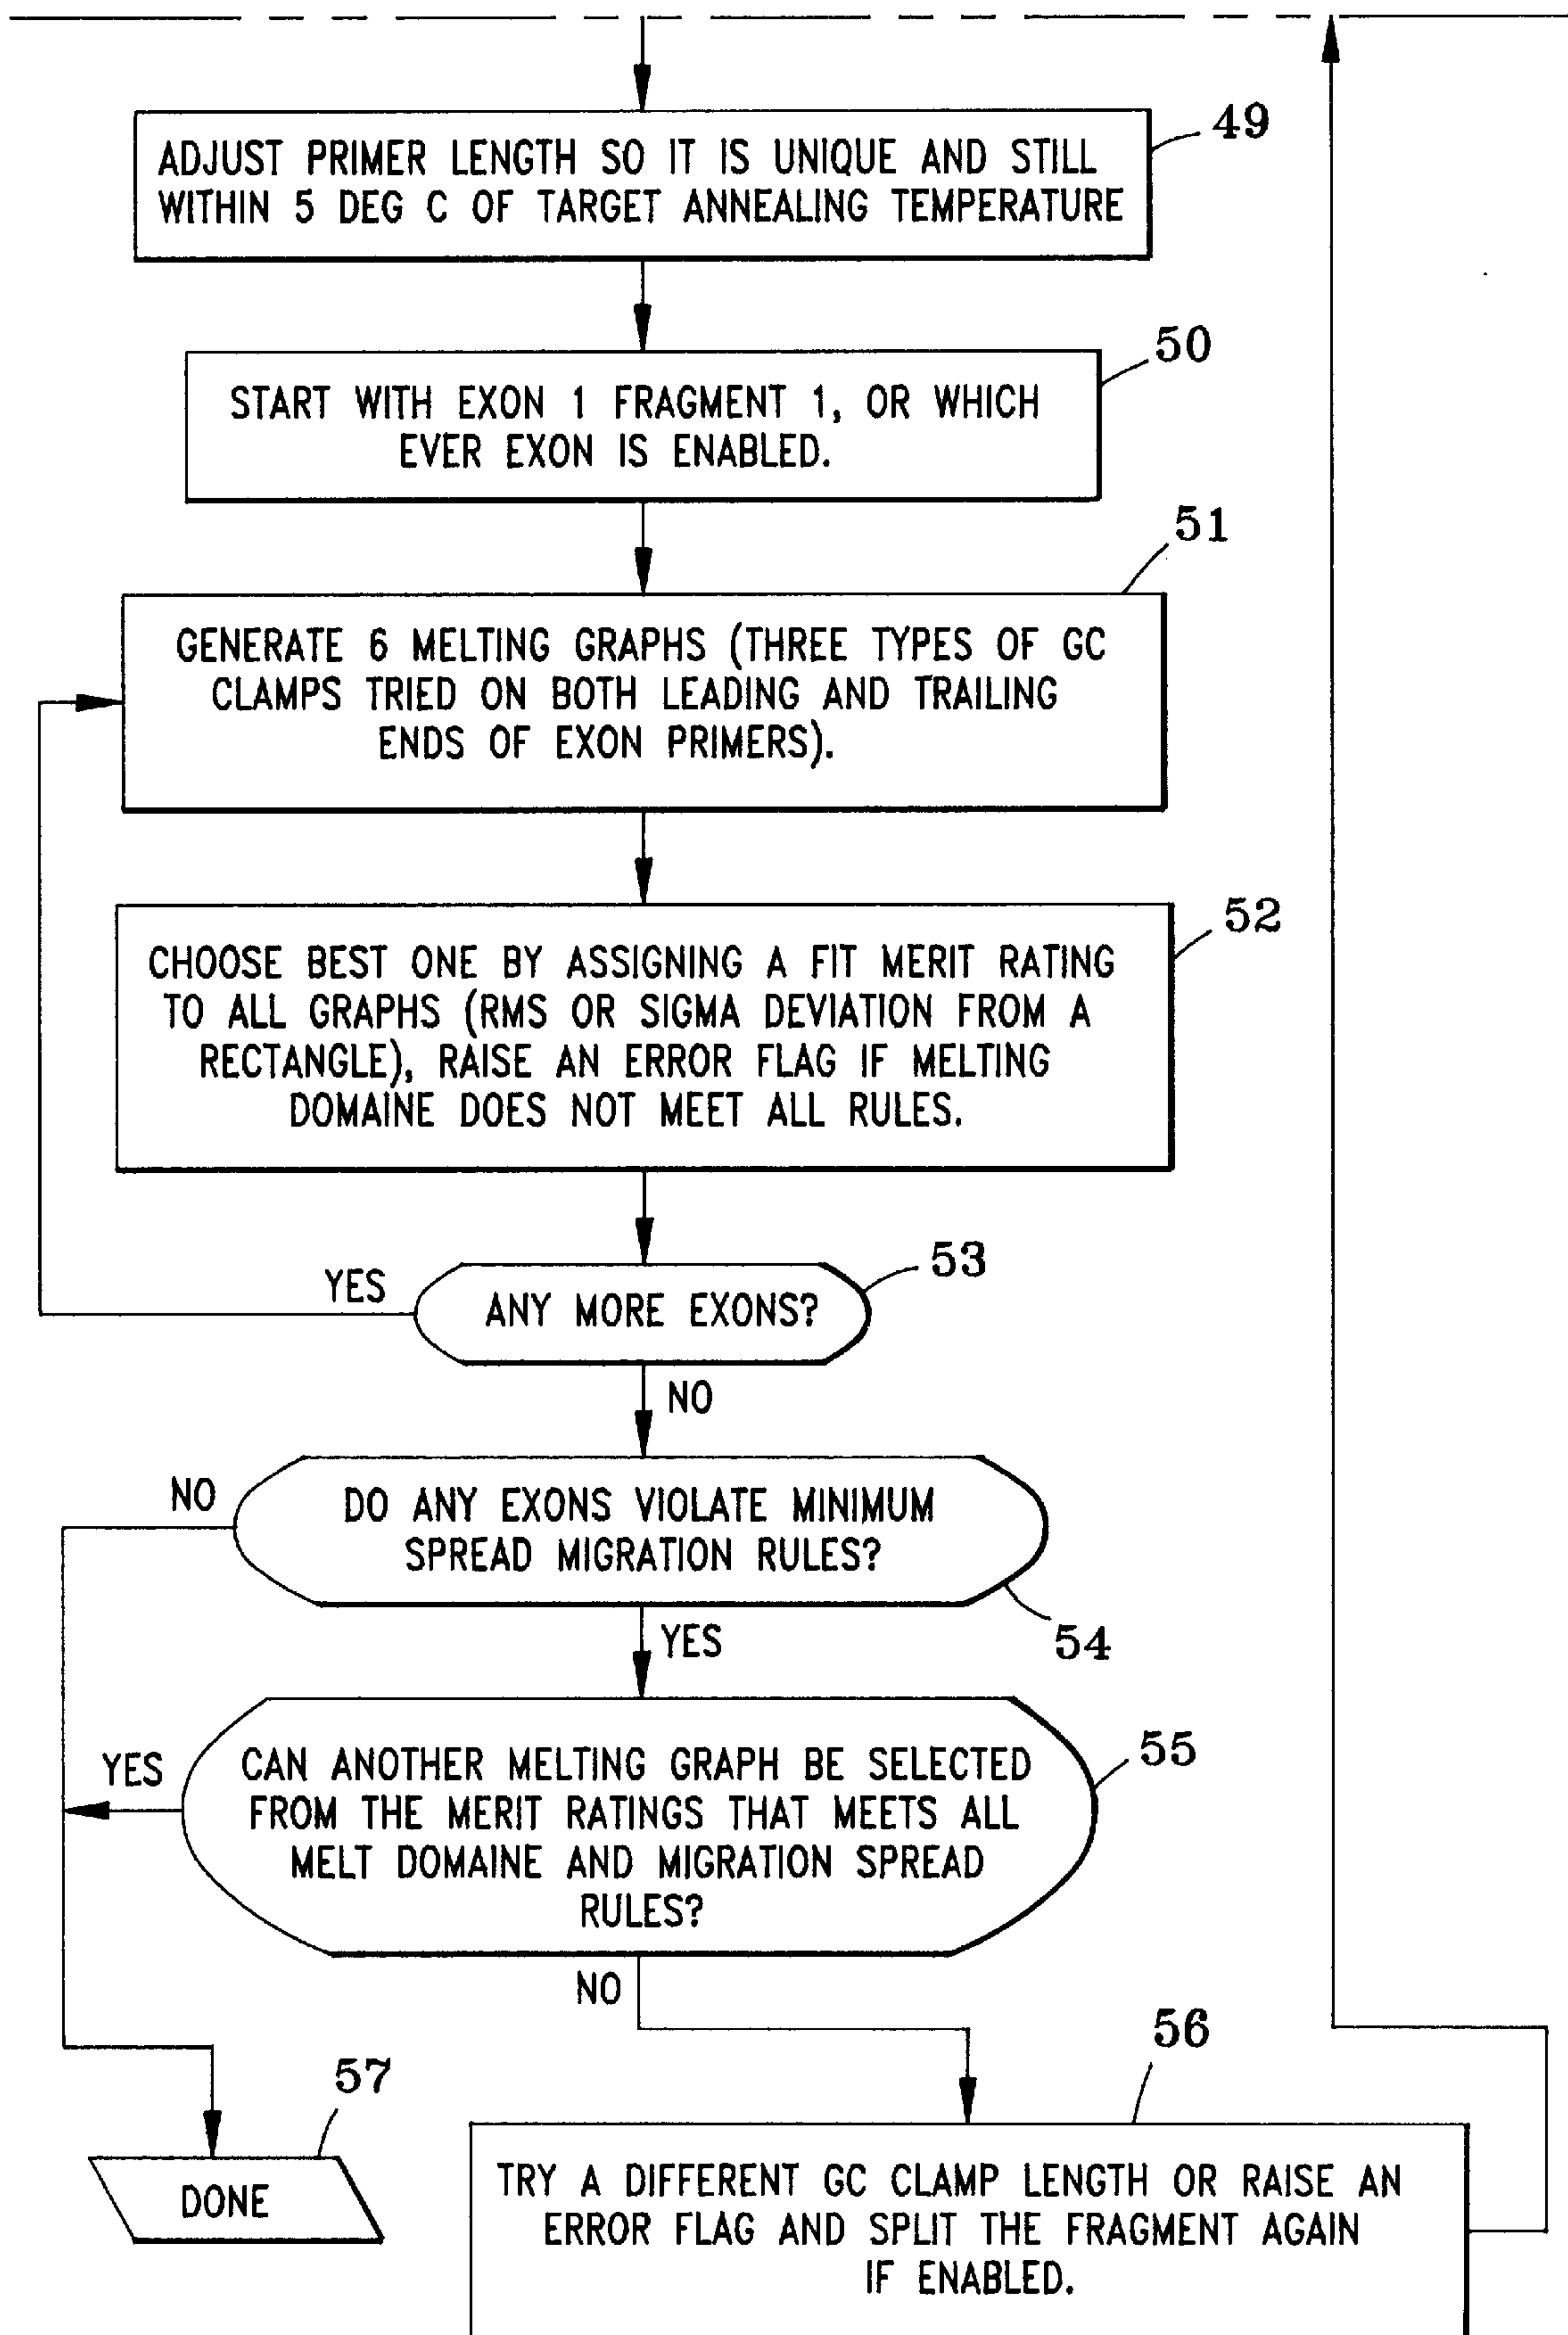 49
ADJUST PRIMER LENGTH SO IT IS UNIQUE AND STILL
WITHIN 5 DEG C OF TARGET ANNEALING TEMPERATURE
50
START WITH EXON 1 FRAGMENT 1, OR WHICH
EVER EXON IS ENABLED.
51
GENERATE 6 MELTING GRAPHS (THREE TYPES OF GC
CLAMPS TRIED ON BOTH LEADING AND TRAILING
ENDS OF EXON PRIMERS).
52
CHOOSE BEST ONE BY ASSIGNING A FIT MERIT RATING
TO ALL GRAPHS (RMS OR SIGMA DEVIATION FROM A
RECTANGLE), RAISE AN ERROR FLAG IF MELTING
DOMAINE DOES NOT MEET ALL RULES.
53
YES
ANY MORE EXONS?
NO
NO
DO ANY EXONS VIOLATE MINIMUM
SPREAD MIGRATION RULES?
54
YES
55
YES
CAN ANOTHER MELTING GRAPH BE SELECTED
FROM THE MERIT RATINGS THAT MEETS ALL
MELT DOMAINE AND MIGRATION SPREAD
RULES?
NO
56
57
DONE
TRY A DIFFERENT GC CLAMP LENGTH OR RAISE AN
ERROR FLAG AND SPLIT THE FRAGMENT AGAIN
IF ENABLED.